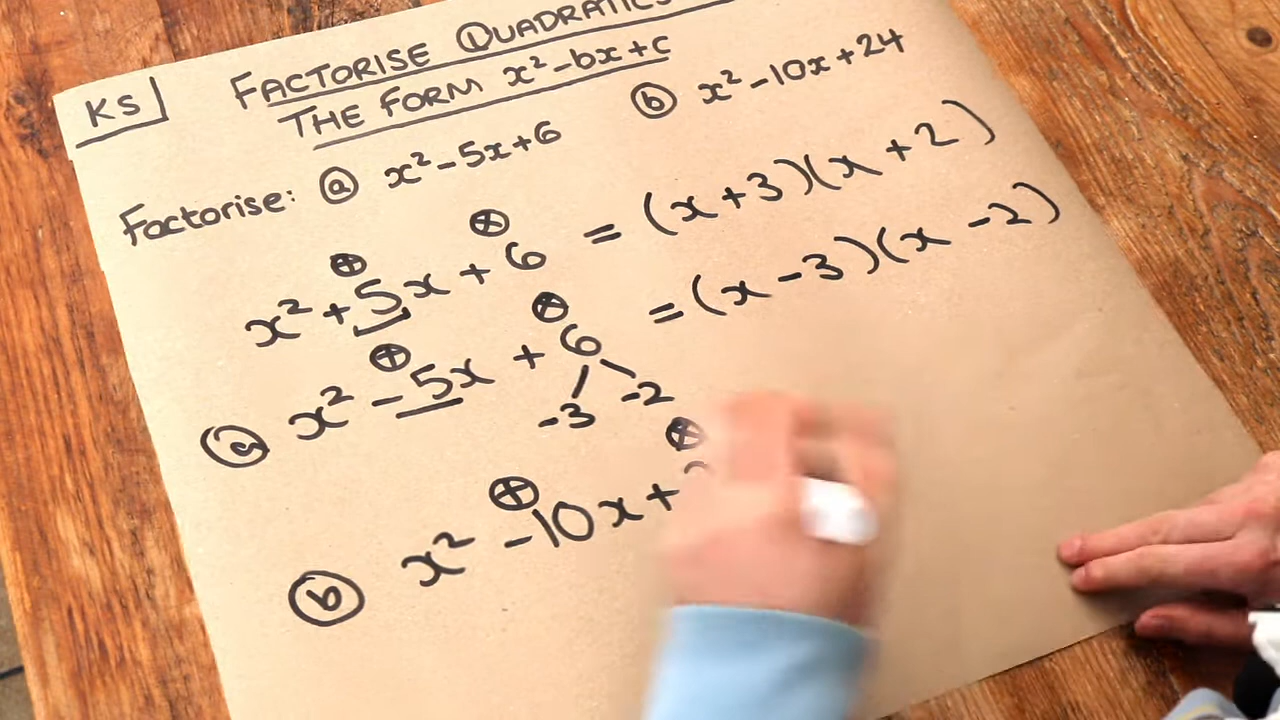 KS
FACTORISE QUADRATICS
THE FORM x² - bx + c
Factorise: ⓐ x² - 5x + 6 ⓑ x² - 10x + 24
⊕ ⊗
x² + 5x + 6 = (x + 3)(x + 2)
⊕ ⊗
ⓐ x² - 5x + 6 = (x - 3)(x - 2)
-3 -2
⊕ ⊗
ⓑ x² - 10x +